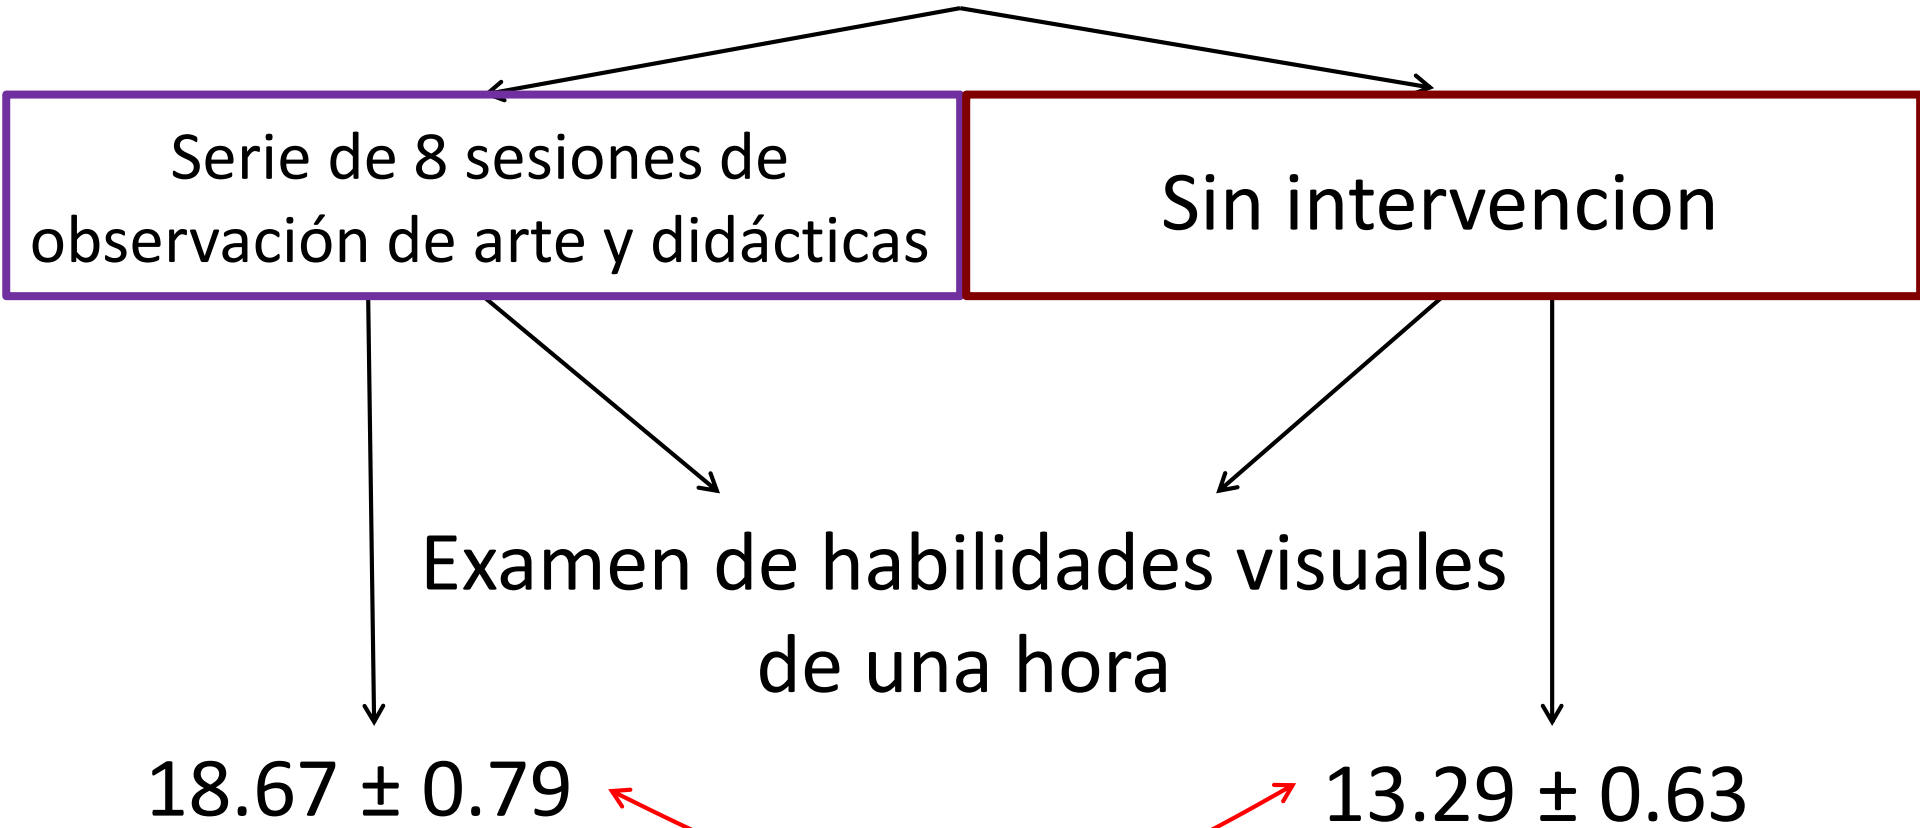 Serie de 8 sesiones de
observación de arte y didácticas
Sin intervencion
Examen de habilidades visuales
de una hora
18.67 ± 0.79
13.29 ± 0.63